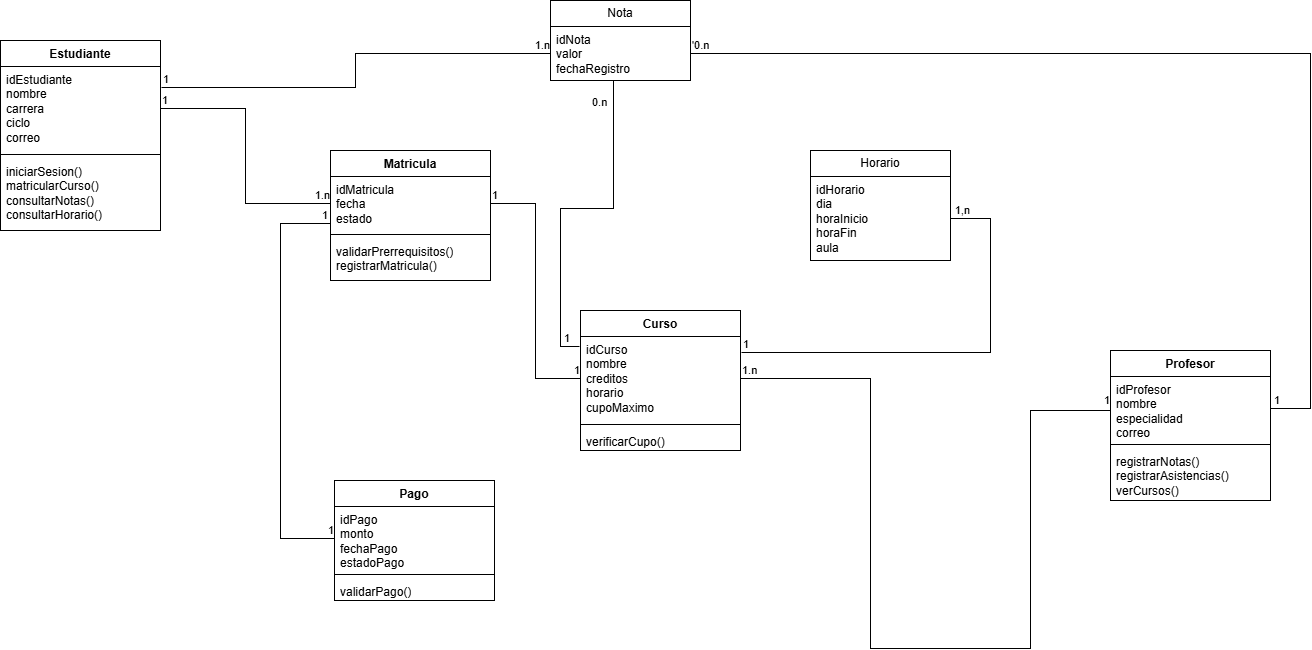 Nota
idNota
valor
fechaRegistro
1.n
'0.n
0.n
Estudiante
idEstudiante
nombre
carrera
ciclo
correo
iniciarSesion()
matricularCurso()
consultarNotas()
consultarHorario()
1
1
Matricula
idMatricula
fecha
estado
validarPrerrequisitos()
registrarMatricula()
1.n
1
1
Horario
idHorario
dia
horaInicio
horaFin
aula
1,n
Curso
idCurso
nombre
creditos
horario
cupoMaximo
verificarCupo()
1
1
1
1.n
Profesor
idProfesor
nombre
especialidad
correo
registrarNotas()
registrarAsistencias()
verCursos()
1
1
Pago
idPago
monto
fechaPago
estadoPago
validarPago()
1